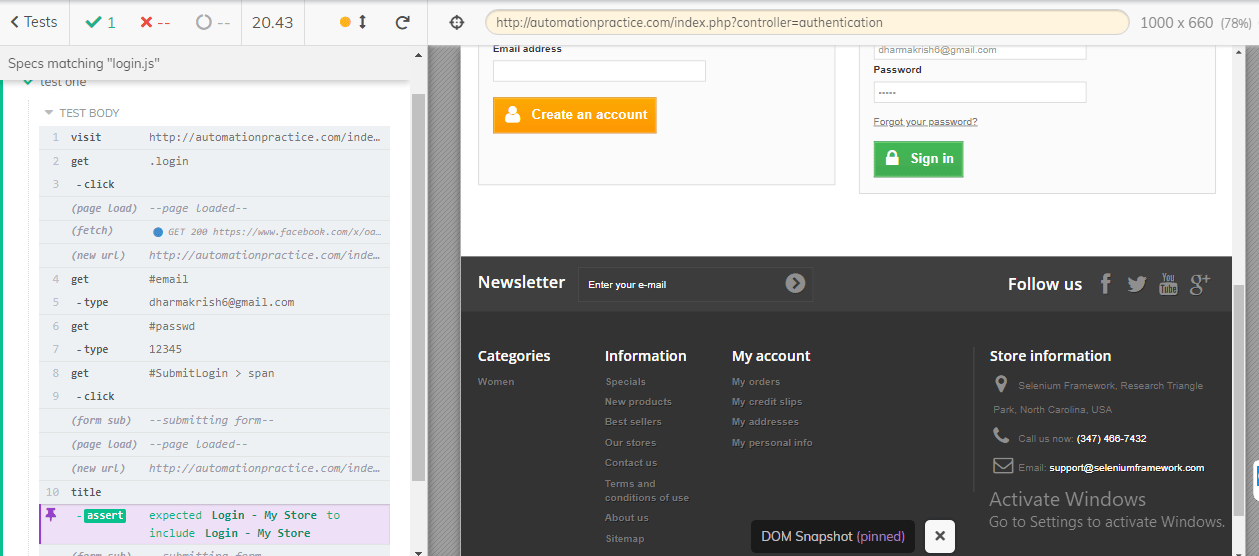 Tests
1
--
--
20.43
http://automationpractice.com/index.php?controller=authentication
1000 x 660 (78%)
Specs matching "login.js"
test one
TEST BODY
1 visit http://automationpractice.com/inde…
2 get .login
3 - click
(page load) --page loaded--
(fetch) GET 200 https://www.facebook.com/x/oa…
(new url) http://automationpractice.com/inde…
4 get #email
5 - type dharmakrish6@gmail.com
6 get #passwd
7 - type 12345
8 get #SubmitLogin > span
9 - click
(form sub) --submitting form--
(page load) --page loaded--
(new url) http://automationpractice.com/inde…
10 title
- assert expected Login - My Store to
include Login - My Store
(form sub) --submitting form--
Email address
Create an account
dharmakrish6@gmail.com
Password
•••••
Forgot your password?
Sign in
Newsletter
Enter your e-mail
Follow us
You
Tube
Categories
Women
Information
Specials
New products
Best sellers
Our stores
Contact us
Terms and
conditions of use
About us
Sitemap
My account
My orders
My credit slips
My addresses
My personal info
Store information
Selenium Framework, Research Triangle
Park, North Carolina, USA
Call us now: (347) 466-7432
Email: support@seleniumframework.com
Activate Windows
Go to Settings to activate Windows.
DOM Snapshot (pinned)